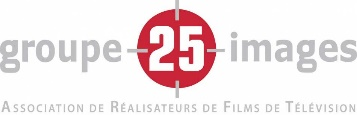 groupe 25 images
ASSOCIATION DE RÉALISATEURS DE FILMS DE TÉLÉVISION